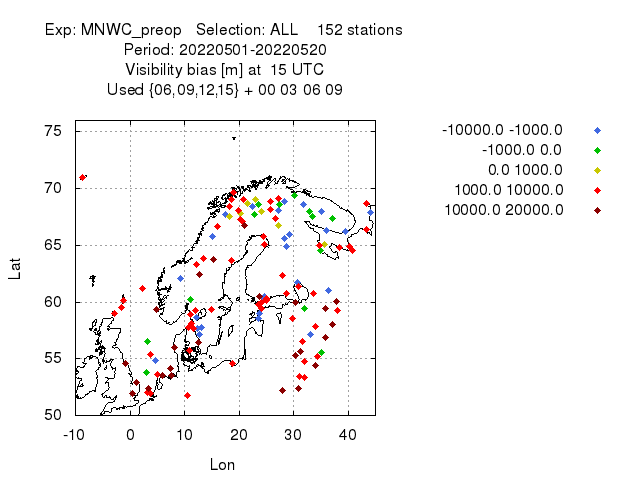 Exp: MNWC_preop Selection: ALL 152 stations
Period: 20220501-20220520
Visibility bias [m] at 15 UTC
Used {06,09,12,15} + 00 03 06 09
-10000.0 -1000.0
-1000.0 0.0
0.0 1000.0
1000.0 10000.0
10000.0 20000.0
75
70
65
60
55
50
Lat
-10 0 10 20 30 40
Lon